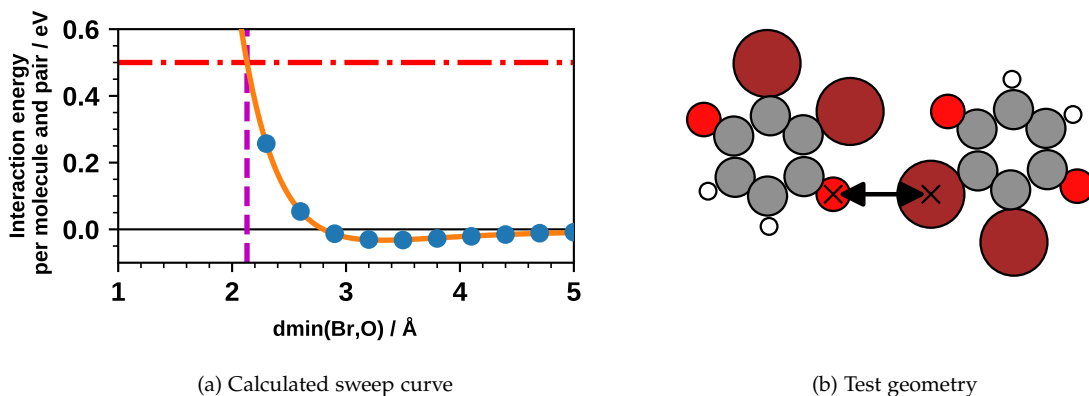 Interaction energy
per molecule and pair / eV
0.6
0.4
0.2
0.0
1
2
3
4
5
dmin(Br,O) / Å
(a) Calculated sweep curve
(b) Test geometry